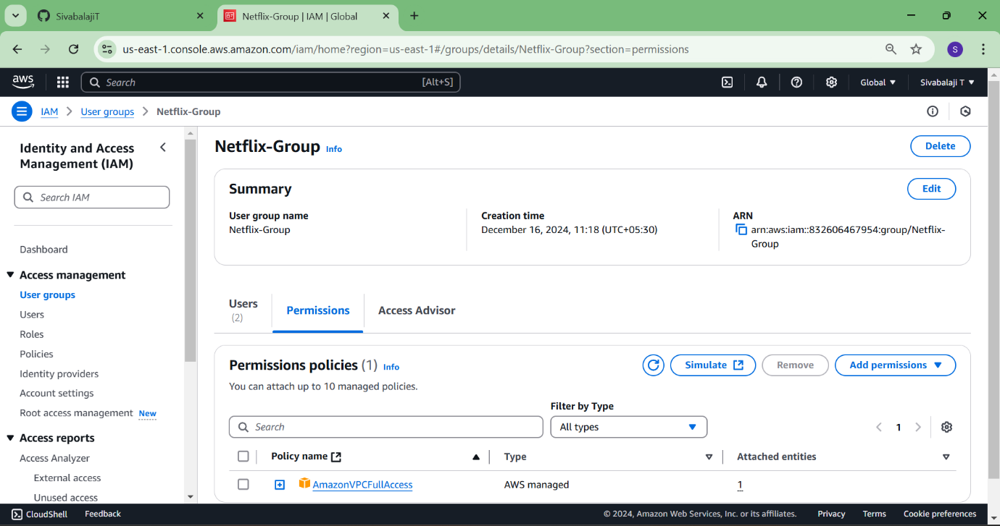 SivabalajiT
Netflix-Group | IAM | Global
us-east-1.console.aws.amazon.com/iam/home?region=us-east-1#/groups/details/Netflix-Group?section=permissions
S
aws
Search
[Alt+S]
Global
Sivabalaji T
IAM
User groups
Netflix-Group
Identity and Access
Management (IAM)
Search IAM
Dashboard
Access management
User groups
Users
Roles
Policies
Identity providers
Account settings
Root access management New
Access reports
Access Analyzer
External access
Unused access
Netflix-Group Info
Delete
Summary
Edit
User group name
Netflix-Group
Creation time
December 16, 2024, 11:18 (UTC+05:30)
ARN
arn:aws:iam::832606467954:group/Netflix-
Group
Users
(2)
Permissions
Access Advisor
Permissions policies (1) Info
Simulate
Remove
Add permissions
You can attach up to 10 managed policies.
Filter by Type
Search
All types
1
Policy name
Type
Attached entities
AmazonVPCFullAccess
AWS managed
1
CloudShell
Feedback
© 2024, Amazon Web Services, Inc. or its affiliates.
Privacy
Terms
Cookie preferences